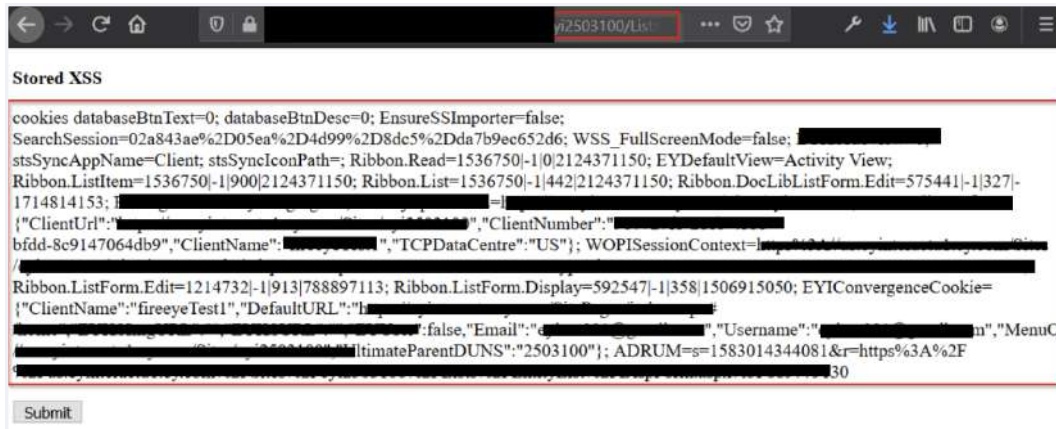 yi2503100/List
Stored XSS
cookies databaseBtnText=0; databaseBtnDesc=0; EnsureSSImporter=false;
SearchSession=02a843ae%2D05ea%2D4d99%2D8dc5%2Dda7b9ec652d6; WSS_FullScreenMode=false;
stsSyncAppName=Client; stsSyncIconPath=; Ribbon.Read=1536750|-1|0|2124371150; EYDefaultView=Activity View;
Ribbon.ListItem=1536750|-1|900|2124371150; Ribbon.List=1536750|-1|442|2124371150; Ribbon.DocLibListForm.Edit=575441|-1|327|-
1714814153;
{"ClientUrl":" ","ClientNumber":"
bfdd-8c9147064db9","ClientName": ","TCPDataCentre":"US"}; WOPISessionContext=
Ribbon.ListForm.Edit=1214732|-1|913|788897113; Ribbon.ListForm.Display=592547|-1|358|1506915050; EYIConvergenceCookie=
{"ClientName":"fireeyeTest1","DefaultURL":"h
:false,"Email":" ","Username":" m","MenuC
ltimateParentDUNS":"2503100"}; ADRUM=s=1583014344081&r=https%3A%2F
30
Submit